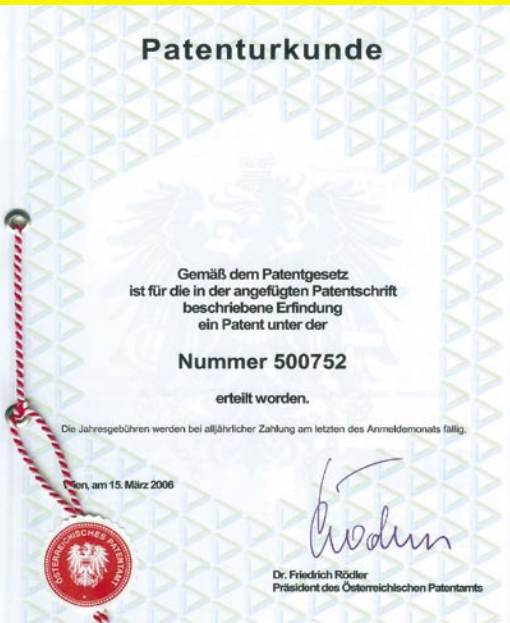 Patenturkunde
Gemäß dem Patentgesetz
ist für die in der angefügten Patentschrift
beschriebene Erfindung
ein Patent unter der
Nummer 500752
erteilt worden.
Die Jahresgebühren werden bei alljährlicher Zahlung am letzten des Anmeldemonats fällig.
Wien, am 15. März 2006
ÖSTERREICHISCHES PATENTAMT
Dr. Friedrich Rödler
Präsident des Österreichischen Patentamts